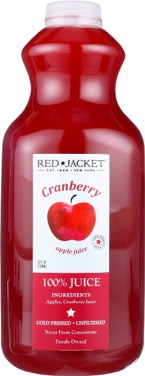 RED★JACKET
EST. 1958 • NEW YORK
Cranberry
apple juice
100% JUICE
INGREDIENTS
Apples, Cranberry Juice
COLD PRESSED • UNFILTERED
Never From Concentrate
Family Owned